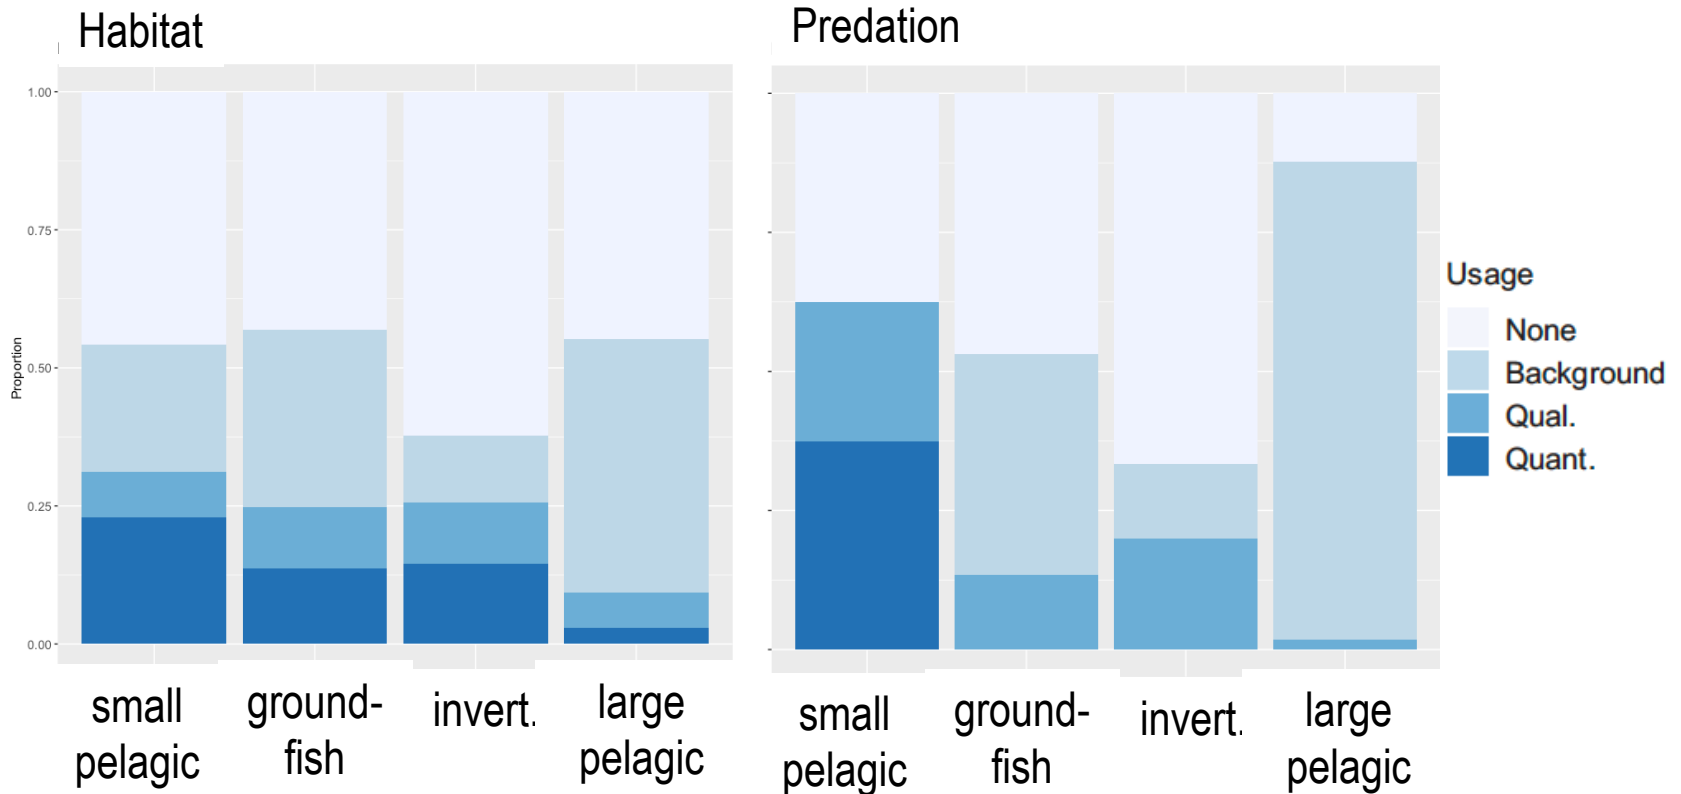 Habitat
Predation
1.00
0.75
0.50
0.25
0.00
Proportion
small
pelagic
ground-
fish
invert.
large
pelagic
small
pelagic
ground-
fish
invert.
large
pelagic
Usage
None
Background
Qual.
Quant.